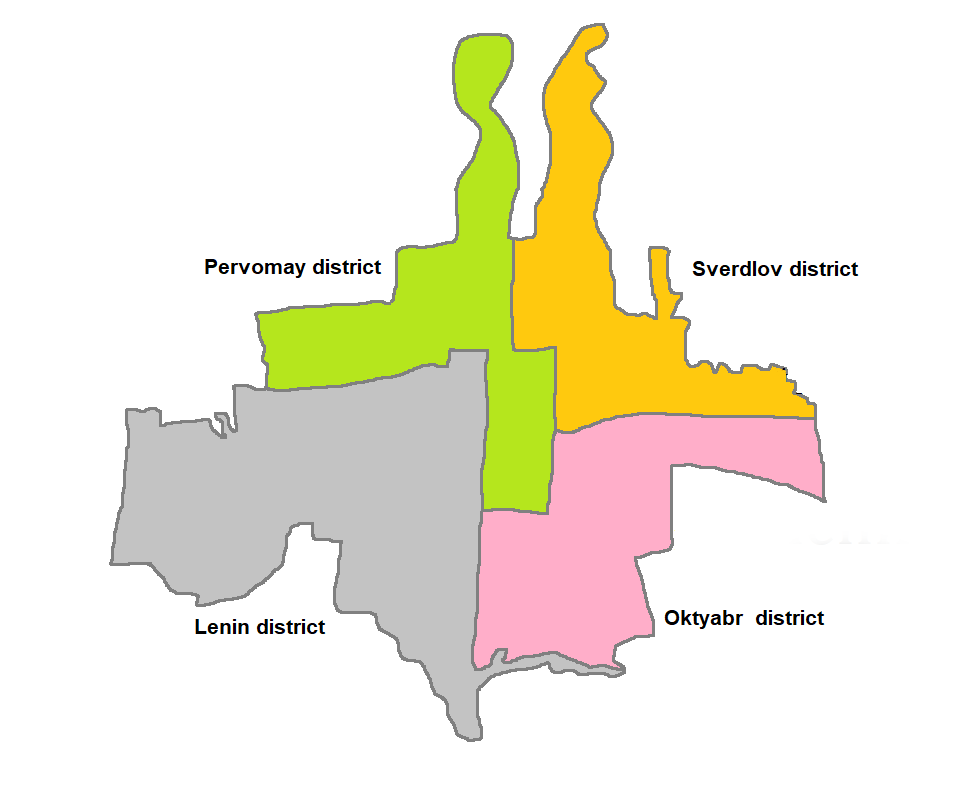 Pervomay district
Sverdlov district
Oktyabr  district
Lenin district